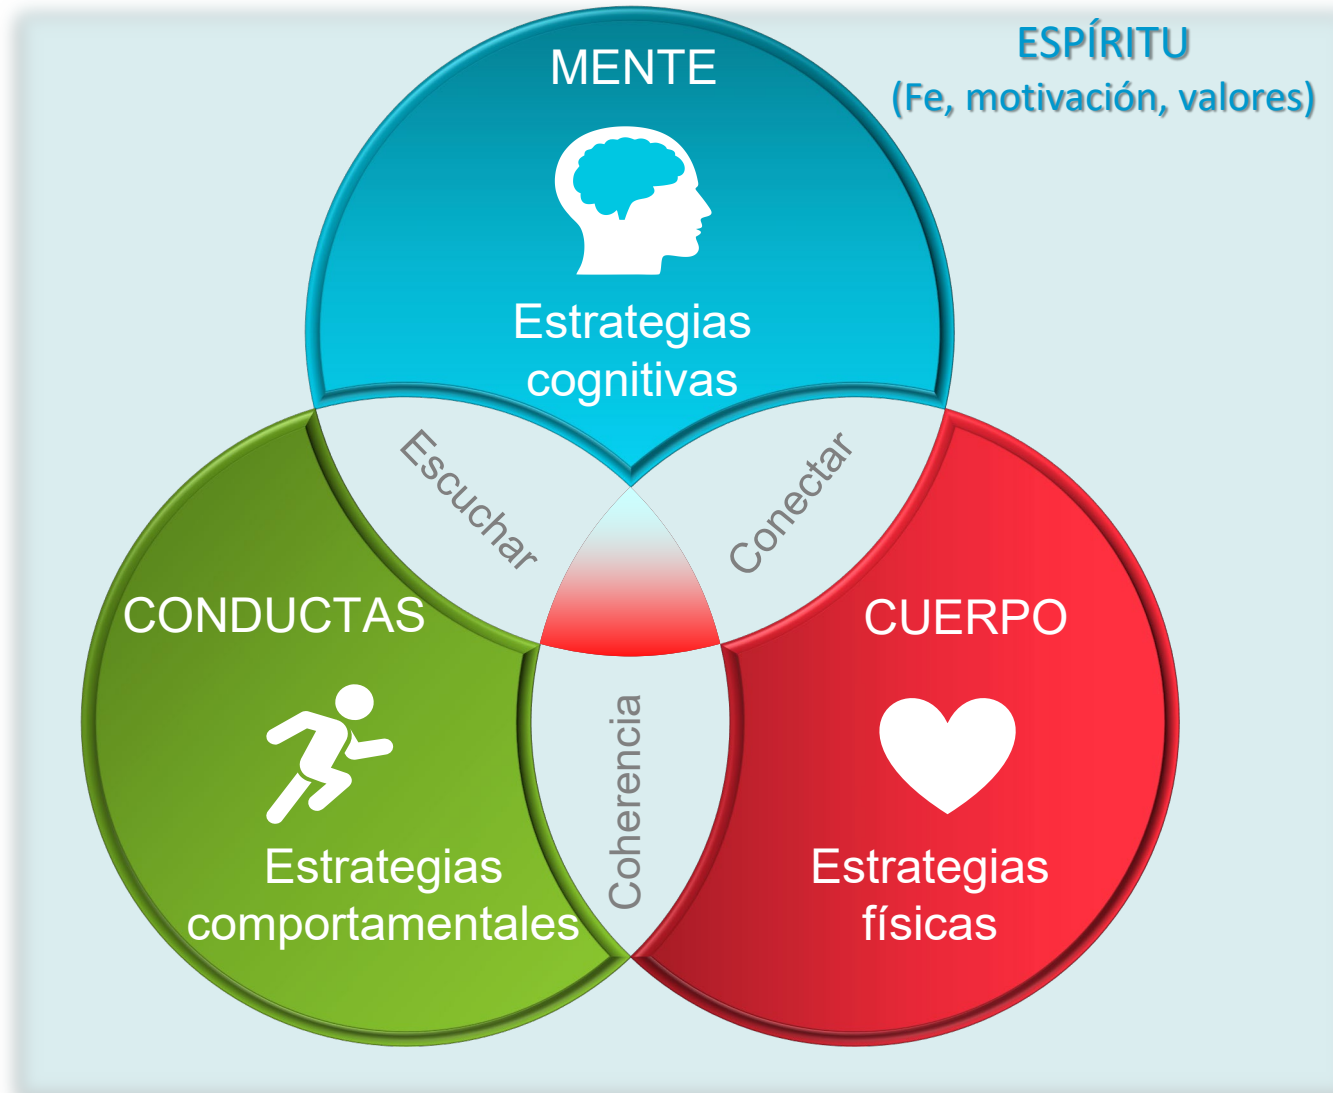 ESPÍRITU
(Fe, motivación, valores)
MENTE
Estrategias
cognitivas
Escuchar
Conectar
CONDUCTAS
Estrategias
comportamentales
Coherencia
CUERPO
Estrategias
físicas